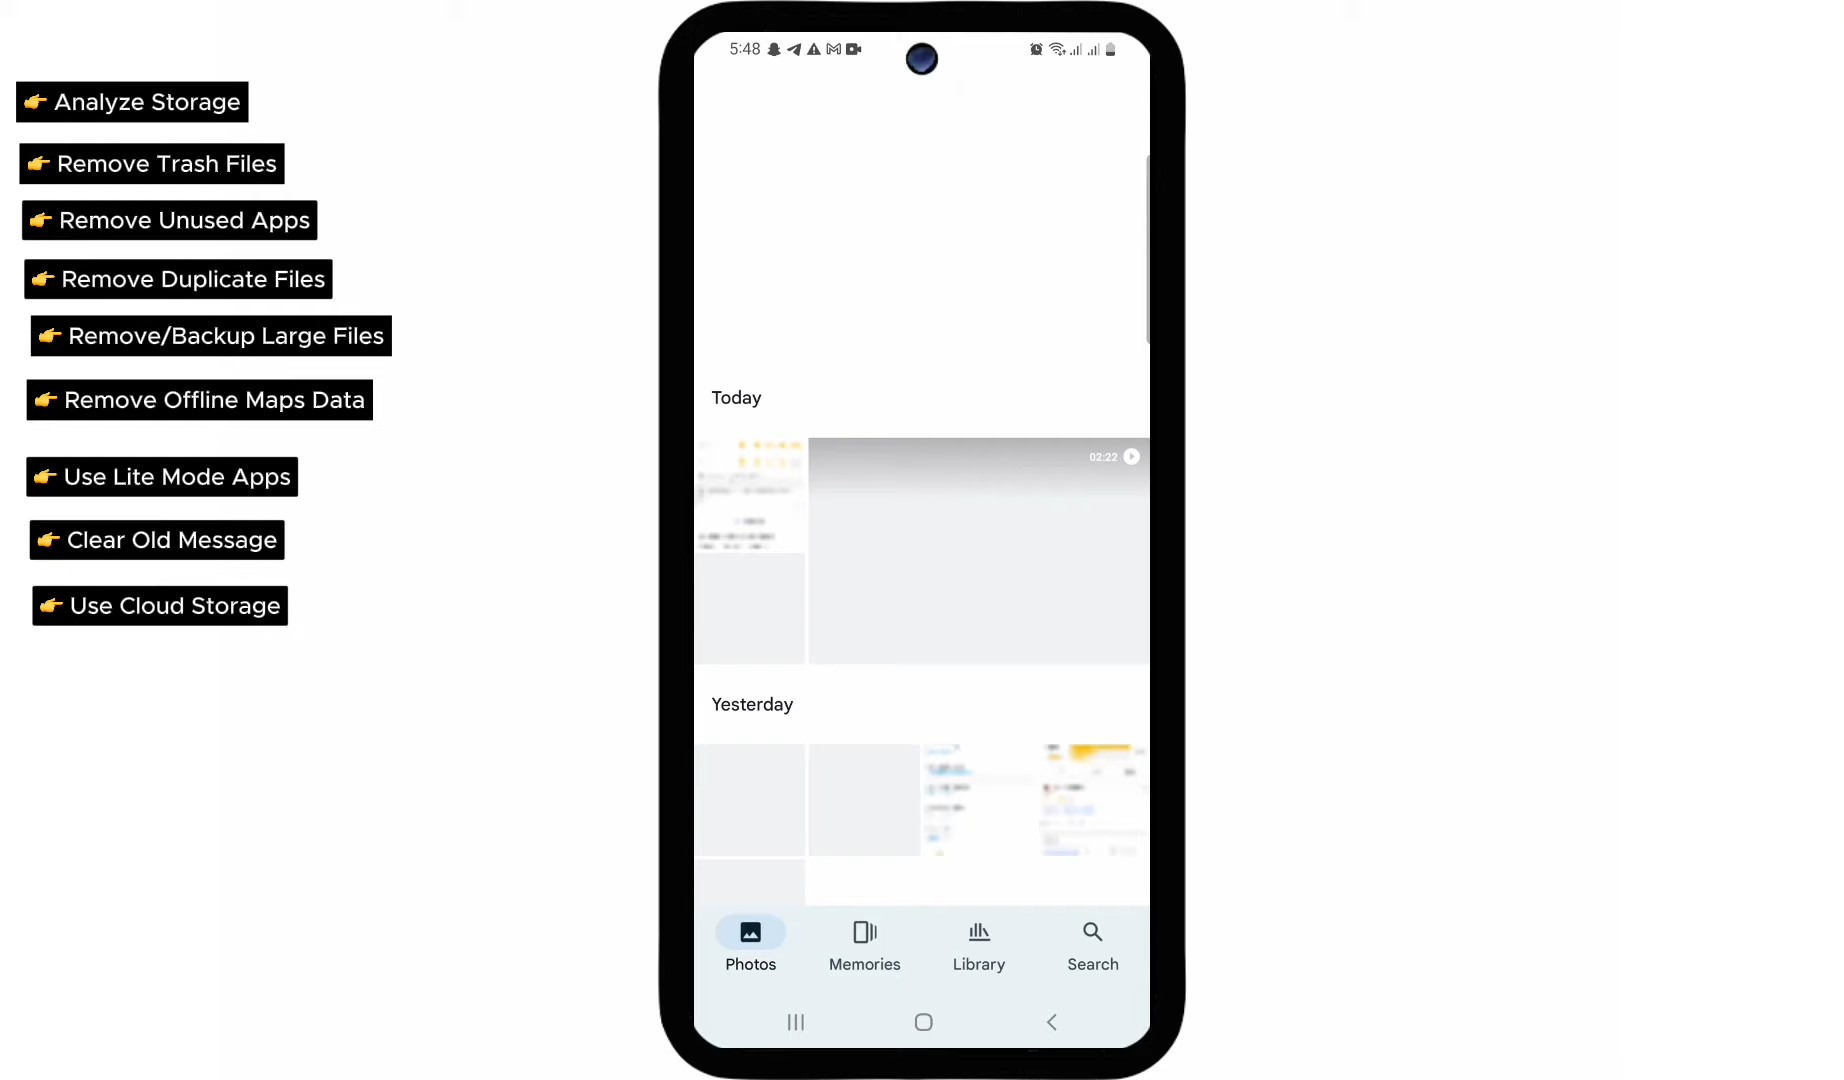 👉 Analyze Storage
👉 Remove Trash Files
👉 Remove Unused Apps
👉 Remove Duplicate Files
👉 Remove/Backup Large Files
👉 Remove Offline Maps Data
👉 Use Lite Mode Apps
👉 Clear Old Message
👉 Use Cloud Storage
5:48
Today
02:22
Yesterday
Photos Memories Library Search